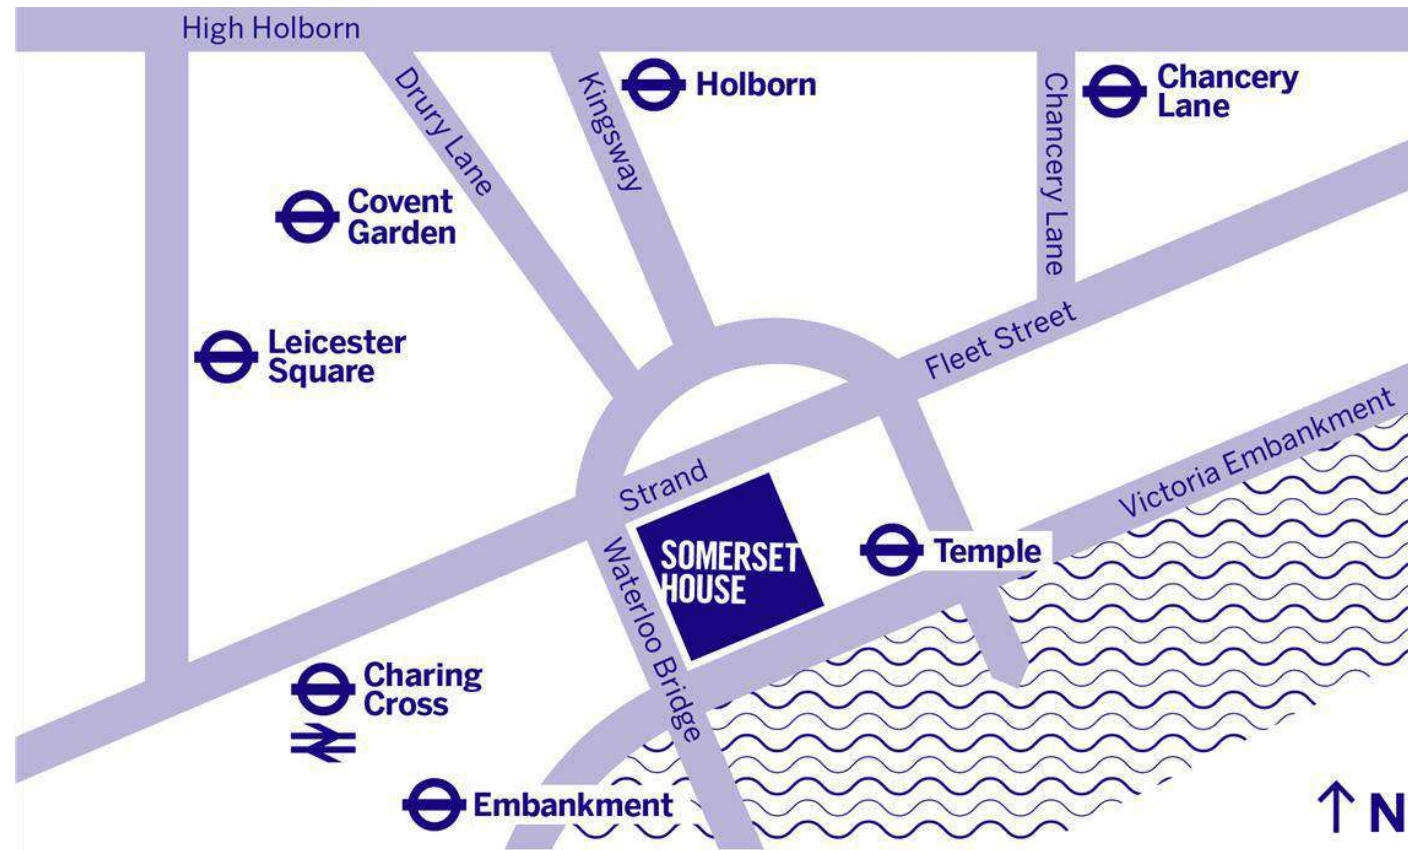 High Holborn
Drury Lane
Kingsway
Holborn
Chancery Lane
Chancery
Lane
Covent
Garden
Leicester
Square
Fleet Street
Strand
Victoria Embankment
SOMERSET
HOUSE
Temple
Waterloo Bridge
Charing
Cross
Embankment
N